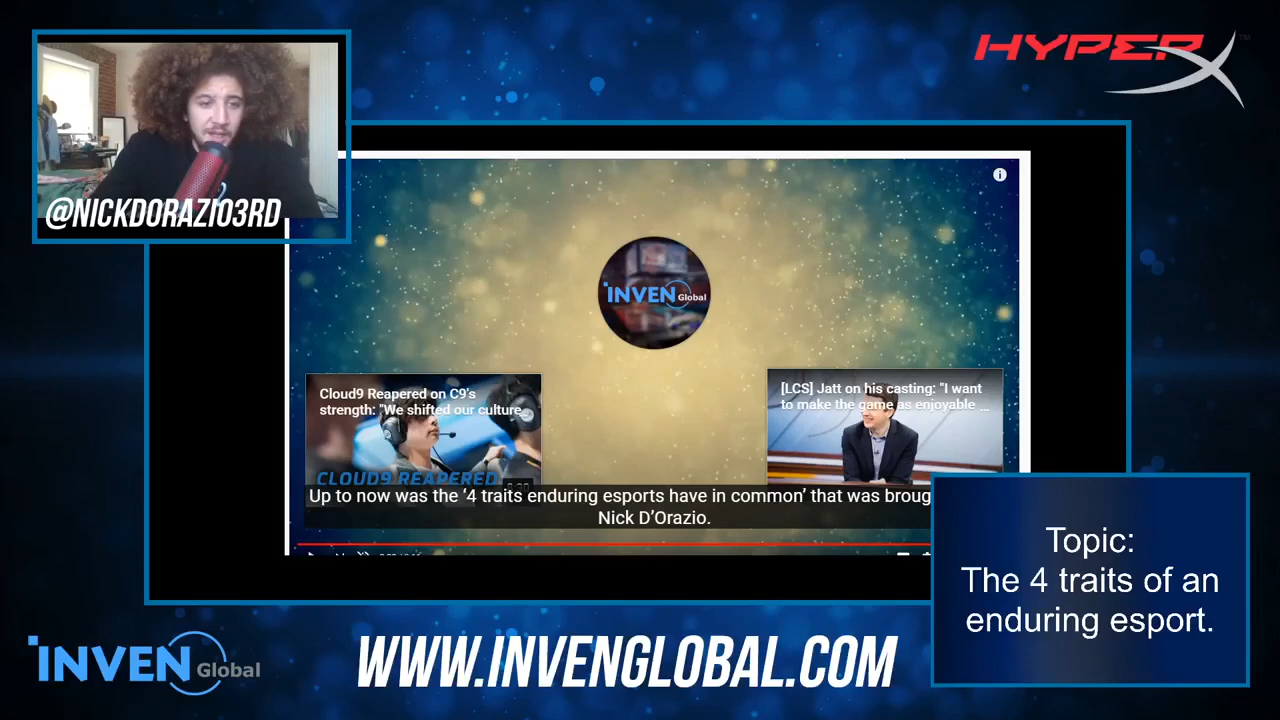 HYPERX
@NICKDORAZIO3RD
INVEN Global
Cloud9 Reapered on C9's
strength: "We shifted our culture
CLOUD9 REAPERED
[LCS] Jatt on his casting: "I want
to make the game as enjoyable ...
Up to now was the '4 traits enduring esports have in common' that was broug
Nick D'Orazio.
Topic:
The 4 traits of an
enduring esport.
INVEN Global
WWW.INVENGLOBAL.COM